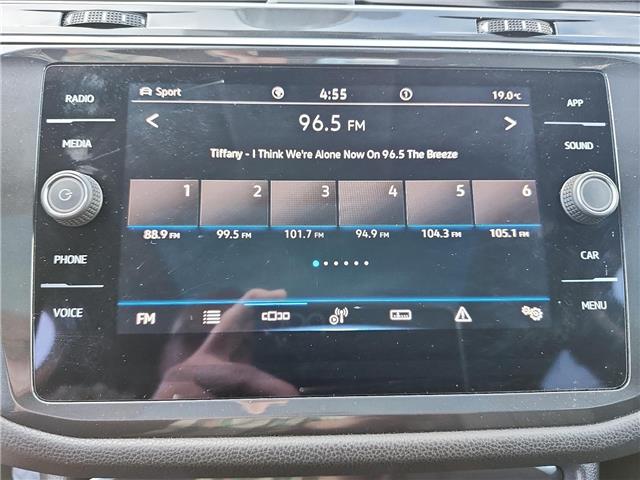 RADIO
MEDIA
PHONE
VOICE
Sport 4:55 19.0°C
< 96.5 FM >
Tiffany - I Think We're Alone Now On 96.5 The Breeze
1 2 3 4 5 6
88.9 FM 99.5 FM 101.7 FM 94.9 FM 104.3 FM 105.1 FM
FM
APP
SOUND
CAR
MENU